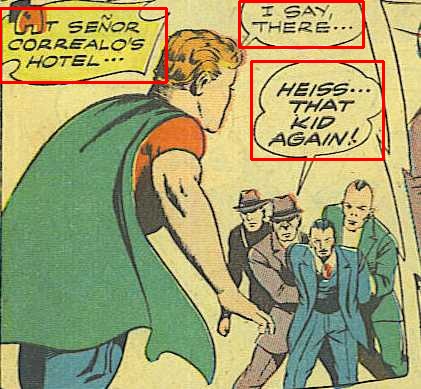 AT SEÑOR
CORREALO'S
HOTEL...
I SAY,
THERE...
HEISS...
THAT
KID
AGAIN!